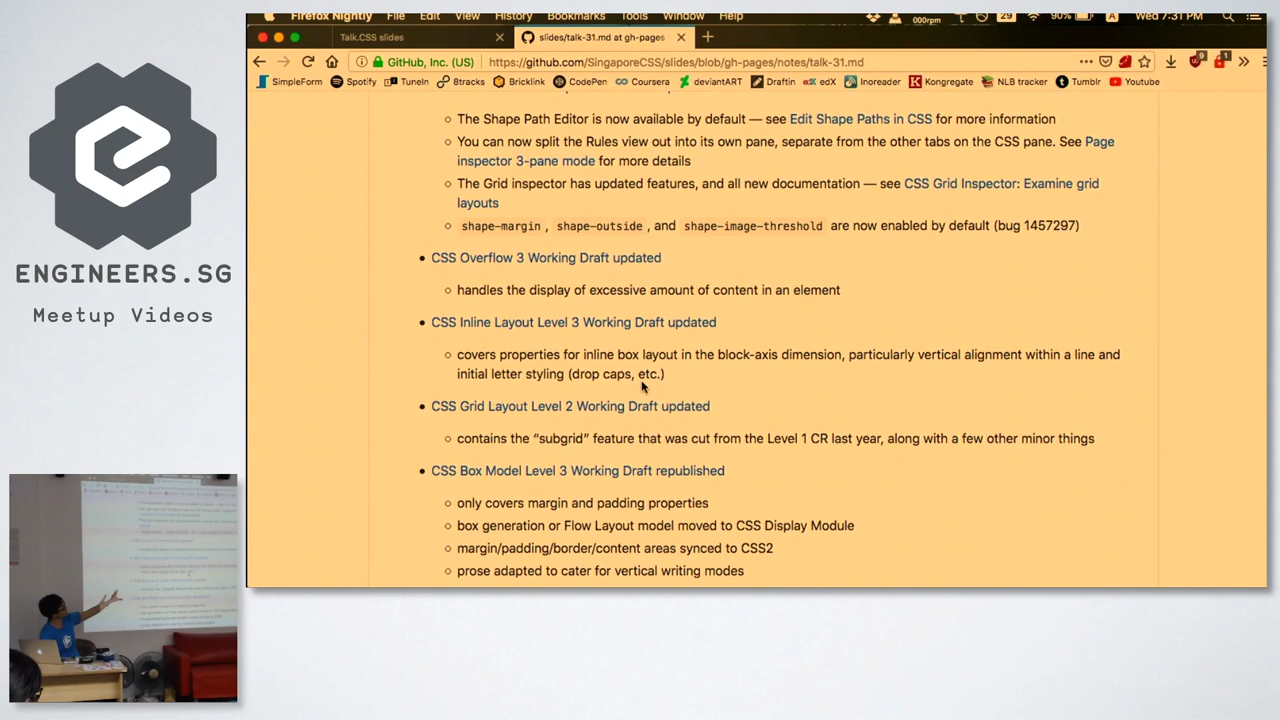 Firefox Nightly File Edit View History Bookmarks Tools Window Help 000rpm 29 90% A Wed 7:31 PM
Talk.CSS slides
slides/talk-31.md at gh-pages
GitHub, Inc. (US) https://github.com/SingaporeCSS/slides/blob/gh-pages/notes/talk-31.md
SimpleForm Spotify TuneIn 8tracks Bricklink CodePen Coursera deviantART Draftin edX Inoreader Kongregate NLB tracker Tumblr Youtube
The Shape Path Editor is now available by default — see Edit Shape Paths in CSS for more information
You can now split the Rules view out into its own pane, separate from the other tabs on the CSS pane. See Page
inspector 3-pane mode for more details
The Grid inspector has updated features, and all new documentation — see CSS Grid Inspector: Examine grid
layouts
shape-margin, shape-outside, and shape-image-threshold are now enabled by default (bug 1457297)
CSS Overflow 3 Working Draft updated
handles the display of excessive amount of content in an element
CSS Inline Layout Level 3 Working Draft updated
covers properties for inline box layout in the block-axis dimension, particularly vertical alignment within a line and
initial letter styling (drop caps, etc.)
CSS Grid Layout Level 2 Working Draft updated
contains the “subgrid” feature that was cut from the Level 1 CR last year, along with a few other minor things
CSS Box Model Level 3 Working Draft republished
only covers margin and padding properties
box generation or Flow Layout model moved to CSS Display Module
margin/padding/border/content areas synced to CSS2
prose adapted to cater for vertical writing modes
ENGINEERS.SG
Meetup Videos